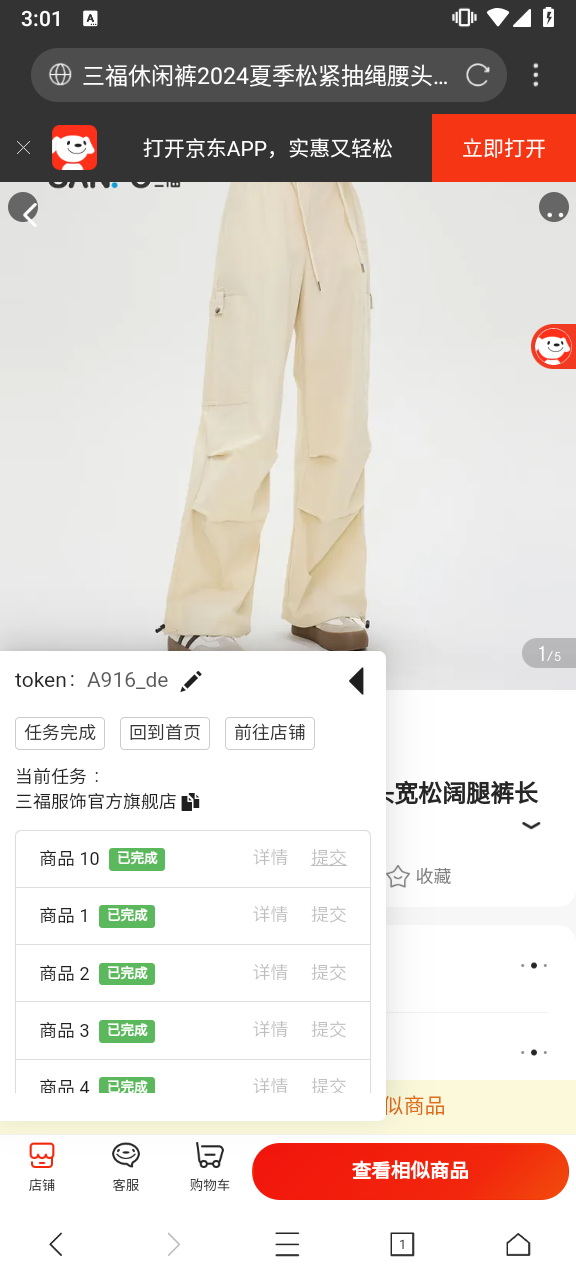 3:01
A
三福休闲裤2024夏季松紧抽绳腰头...
打开京东APP，实惠又轻松
立即打开
1/5
token： A916_de
任务完成
回到首页
前往店铺
当前任务：
三福服饰官方旗舰店
宽松阔腿裤长
收藏
商品 10 已完成 详情 提交
商品 1 已完成 详情 提交
商品 2 已完成 详情 提交
商品 3 已完成 详情 提交
商品 4 已完成 详情 提交
似商品
店铺
客服
购物车
查看相似商品
1